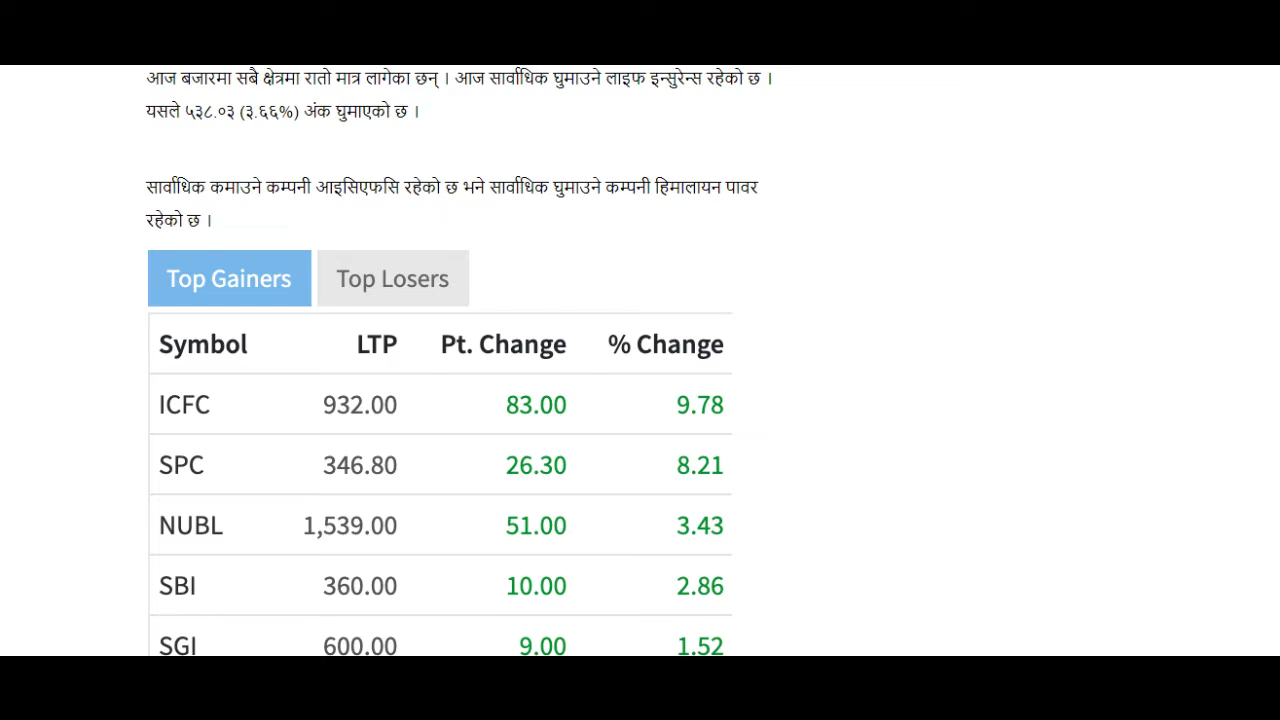 आज बजारमा सबै क्षेत्रमा रातो मात्र लागेका छन् । आज सार्वाधिक घुमाउने लाइफ इन्सुरेन्स रहेको छ ।
यसले ५३८.०३ (३.६६%) अंक घुमाएको छ ।
सार्वाधिक कमाउने कम्पनी आइसिएफसि रहेको छ भने सार्वाधिक घुमाउने कम्पनी हिमालायन पावर
रहेको छ ।
Top Gainers Top Losers
Symbol LTP Pt. Change % Change
ICFC 932.00 83.00 9.78
SPC 346.80 26.30 8.21
NUBL 1,539.00 51.00 3.43
SBI 360.00 10.00 2.86
SGI 600.00 9.00 1.52